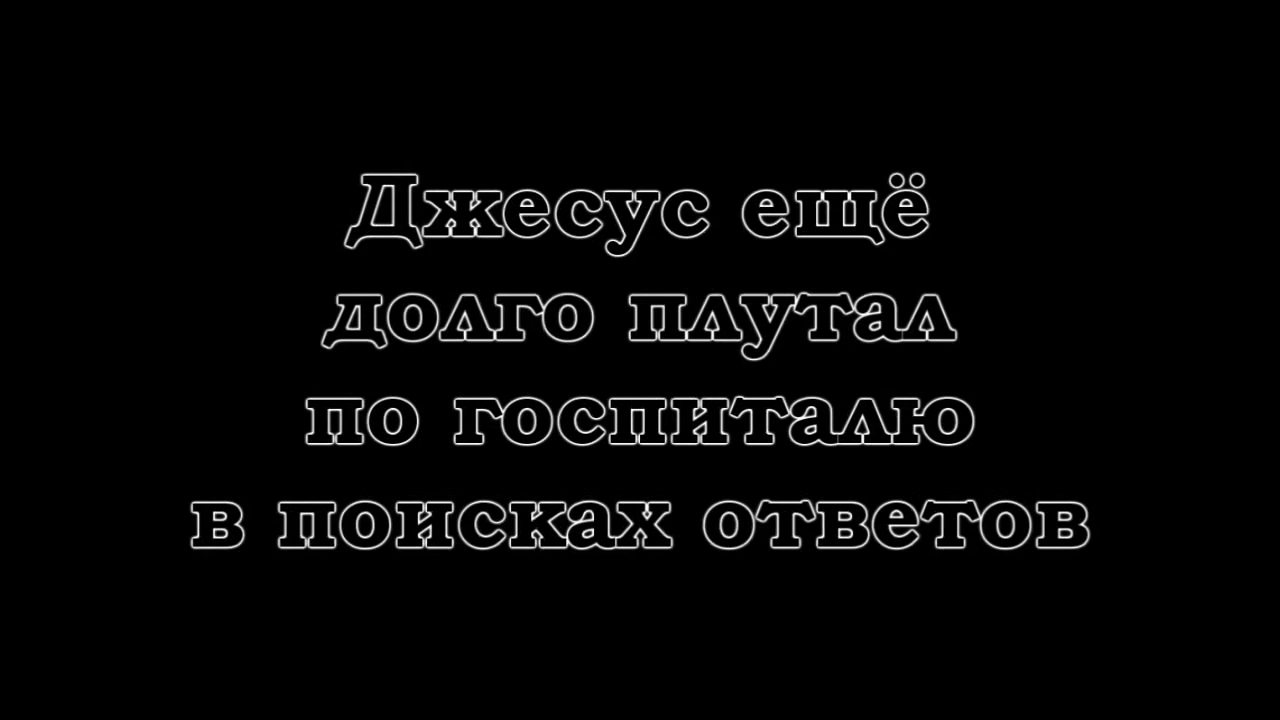 Джесус ещё
долго плутал
по госпиталю
в поисках ответов